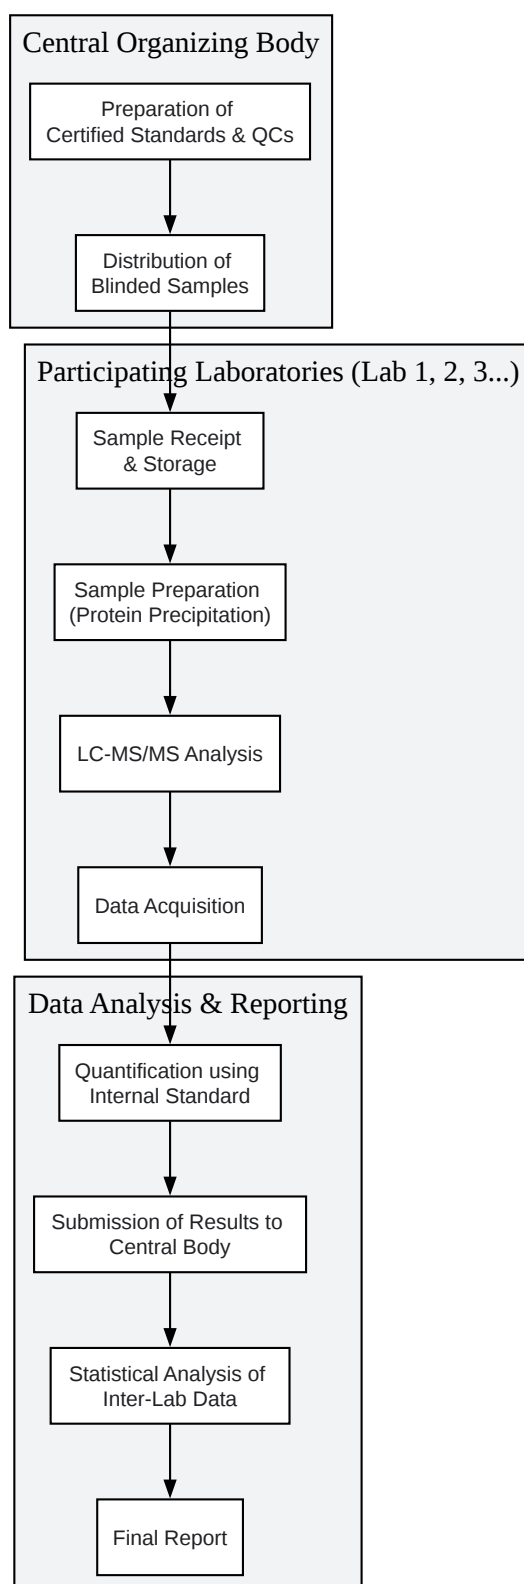 Central Organizing Body
Preparation of
Certified Standards & QCs
Distribution of
Blinded Samples
Participating Laboratories (Lab 1, 2, 3...)
Sample Receipt
& Storage
Sample Preparation
(Protein Precipitation)
LC-MS/MS Analysis
Data Acquisition
Data Analysis & Reporting
Quantification using
Internal Standard
Submission of Results to
Central Body
Statistical Analysis of
Inter-Lab Data
Final Report